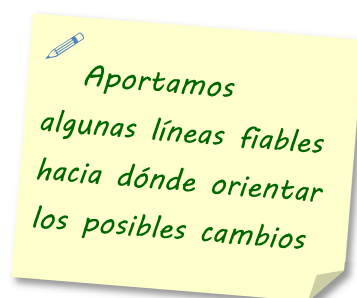 Aportamos
algunas líneas fiables
hacia dónde orientar
los posibles cambios